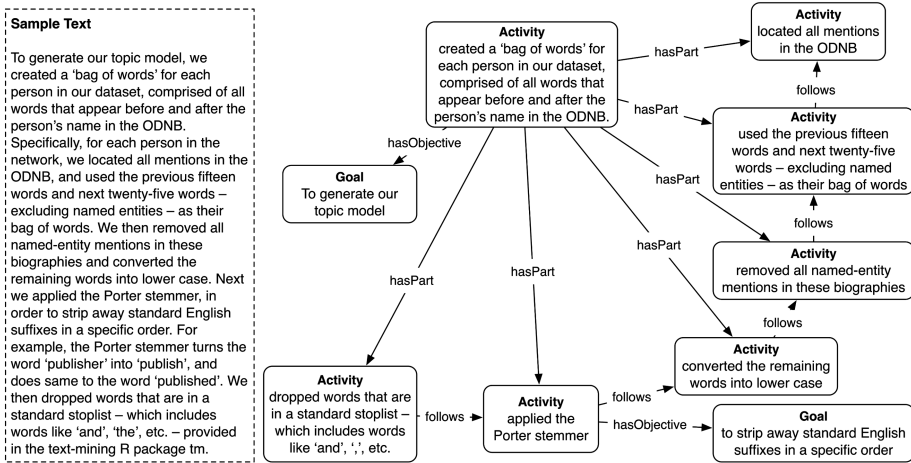 Sample Text
To generate our topic model, we
created a ‘bag of words’ for each
person in our dataset, comprised of all
words that appear before and after the
person’s name in the ODNB.
Specifically, for each person in the
network, we located all mentions in the
ODNB, and used the previous fifteen
words and next twenty-five words –
excluding named entities – as their
bag of words. We then removed all
named-entity mentions in these
biographies and converted the
remaining words into lower case. Next
we applied the Porter stemmer, in
order to strip away standard English
suffixes in a specific order. For
example, the Porter stemmer turns the
word ‘publisher’ into ‘publish’, and
does same to the word ‘published’. We
then dropped words that are in a
standard stoplist – which includes
words like ‘and’, ‘the’, etc. – provided
in the text-mining R package tm.
Activity
created a ‘bag of words’ for
each person in our dataset,
comprised of all words that
appear before and after the
person’s name in the ODNB.
hasPart
Activity
located all mentions
in the ODNB
follows
hasPart
Activity
used the previous fifteen
words and next twenty-five
words – excluding named
entities – as their bag of words
hasObjective
Goal
To generate our
topic model
hasPart
follows
Activity
removed all named-entity
mentions in these biographies
hasPart
hasPart
hasPart
follows
Activity
converted the remaining
words into lower case
Activity
dropped words that are
in a standard stoplist –
which includes words
like ‘and’, ‘,’, etc.
follows
Activity
applied the
Porter stemmer
follows
hasObjective
Goal
to strip away standard English
suffixes in a specific order